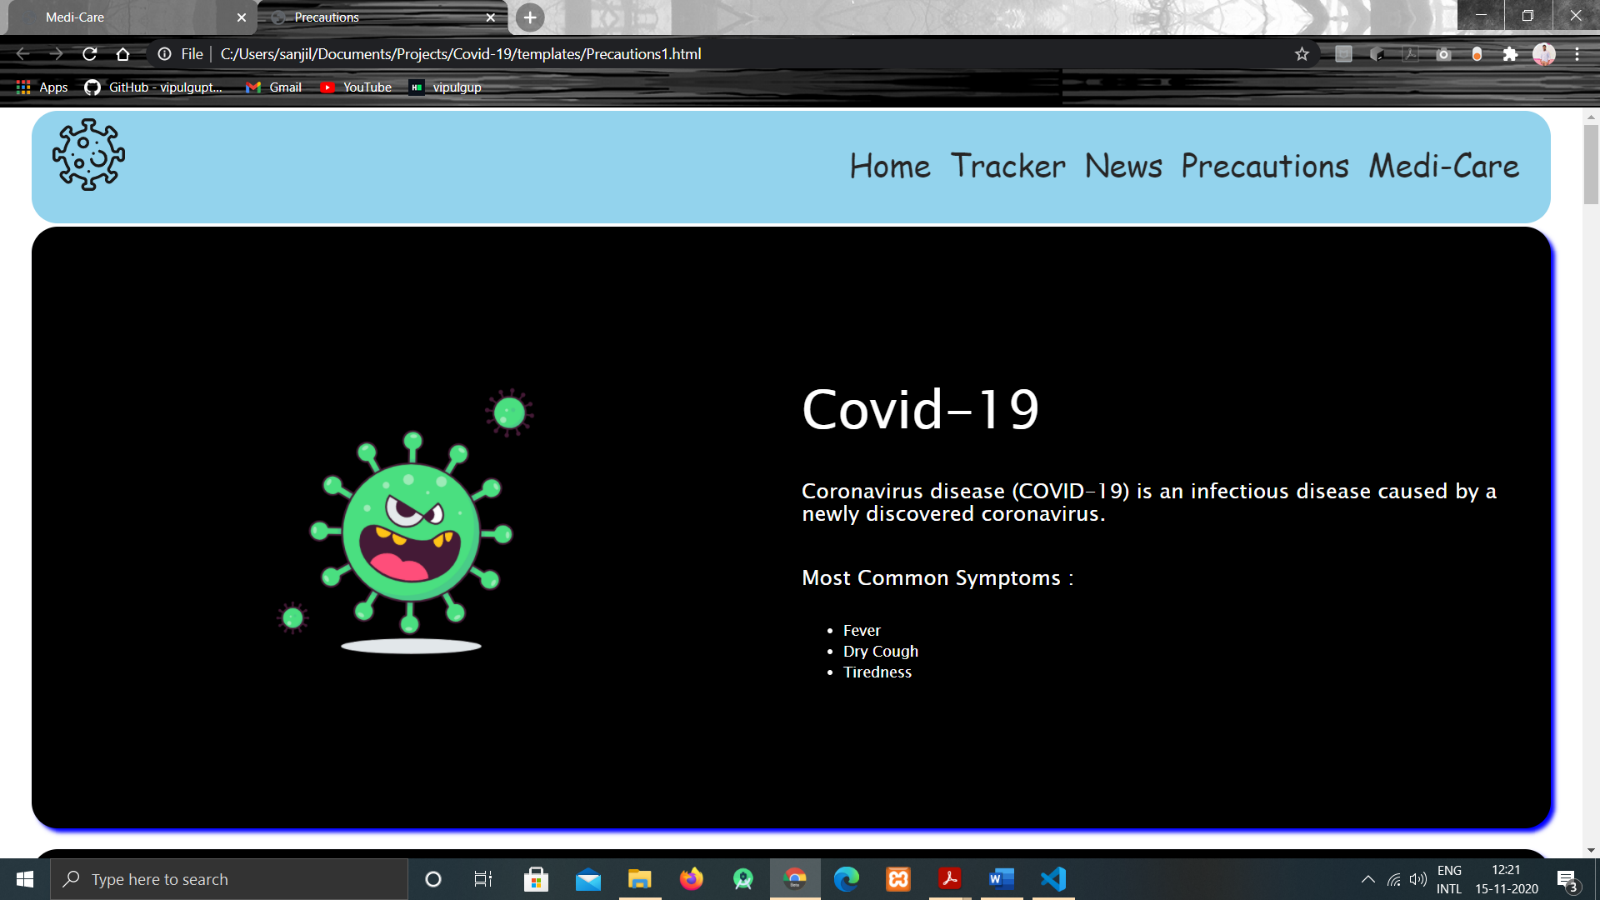 Medi-Care
Precautions
File
C:/Users/sanjil/Documents/Projects/Covid-19/templates/Precautions1.html
Apps
GitHub - vipulgupt...
Gmail
YouTube
vipulgup
Home Tracker News Precautions Medi-Care
Covid-19
Coronavirus disease (COVID-19) is an infectious disease caused by a
newly discovered coronavirus.
Most Common Symptoms :
• Fever
• Dry Cough
• Tiredness
Type here to search
ENG
INTL
12:21
15-11-2020
3